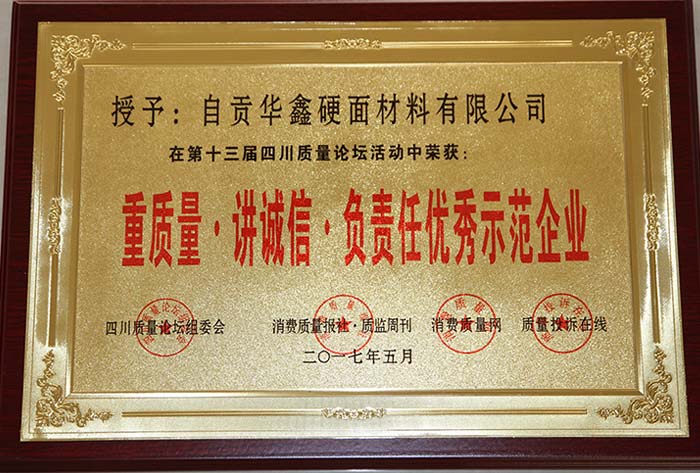 授予：自贡华鑫硬面材料有限公司
在第十三届四川质量论坛活动中荣获：
重质量·讲诚信·负责任优秀示范企业
四川质量论坛组委会 消费质量报社·质监周刊 消费质量网 质量投诉在线
二〇一七年五月